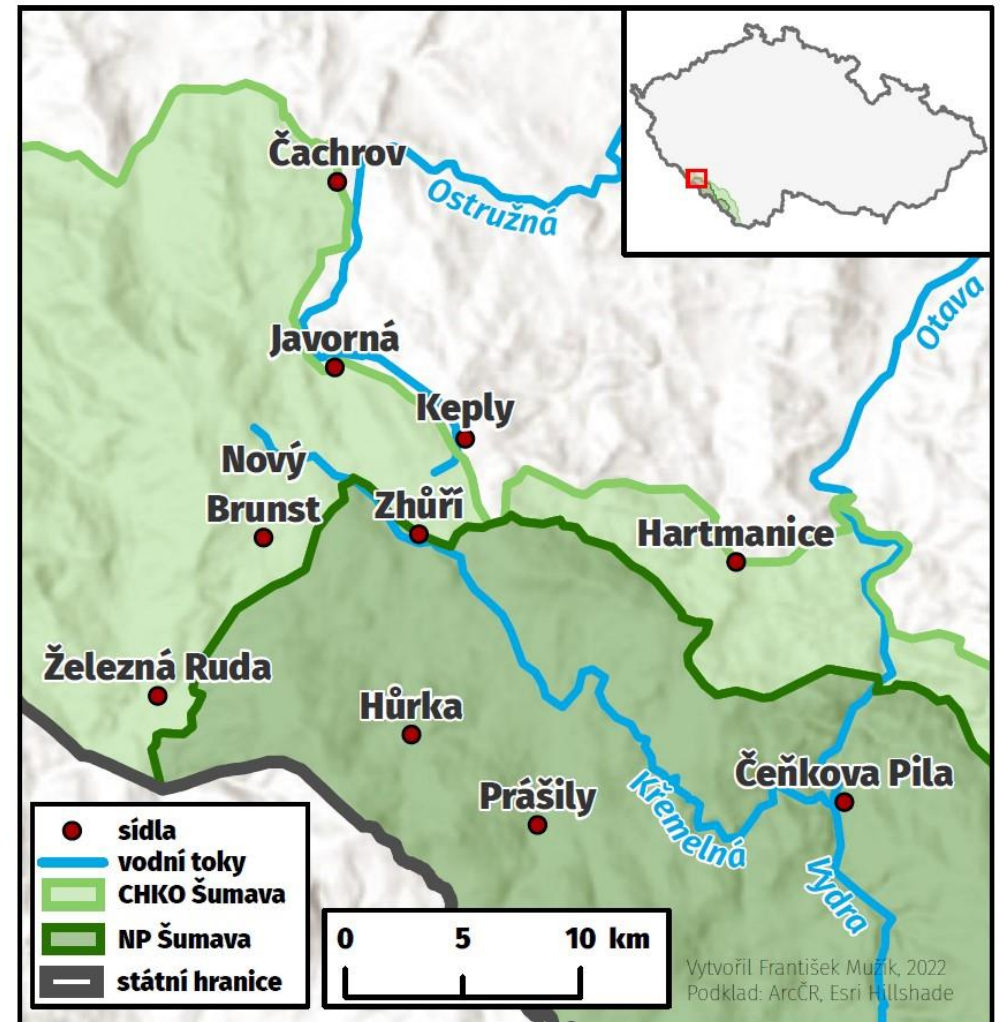 Čachrov
Ostružná
Otava
Javorná
Keply
Nový
Brunst
Zhůří
Hartmanice
Železná Ruda
Hůrka
Prášily
Čeňkova Pila
Křemelná
Vydra
sídla
vodní toky
CHKO Šumava
NP Šumava
státní hranice
0 5 10 km
Vytvořil František Mužík, 2022
Podklad: ArcČR, Esri Hillshade